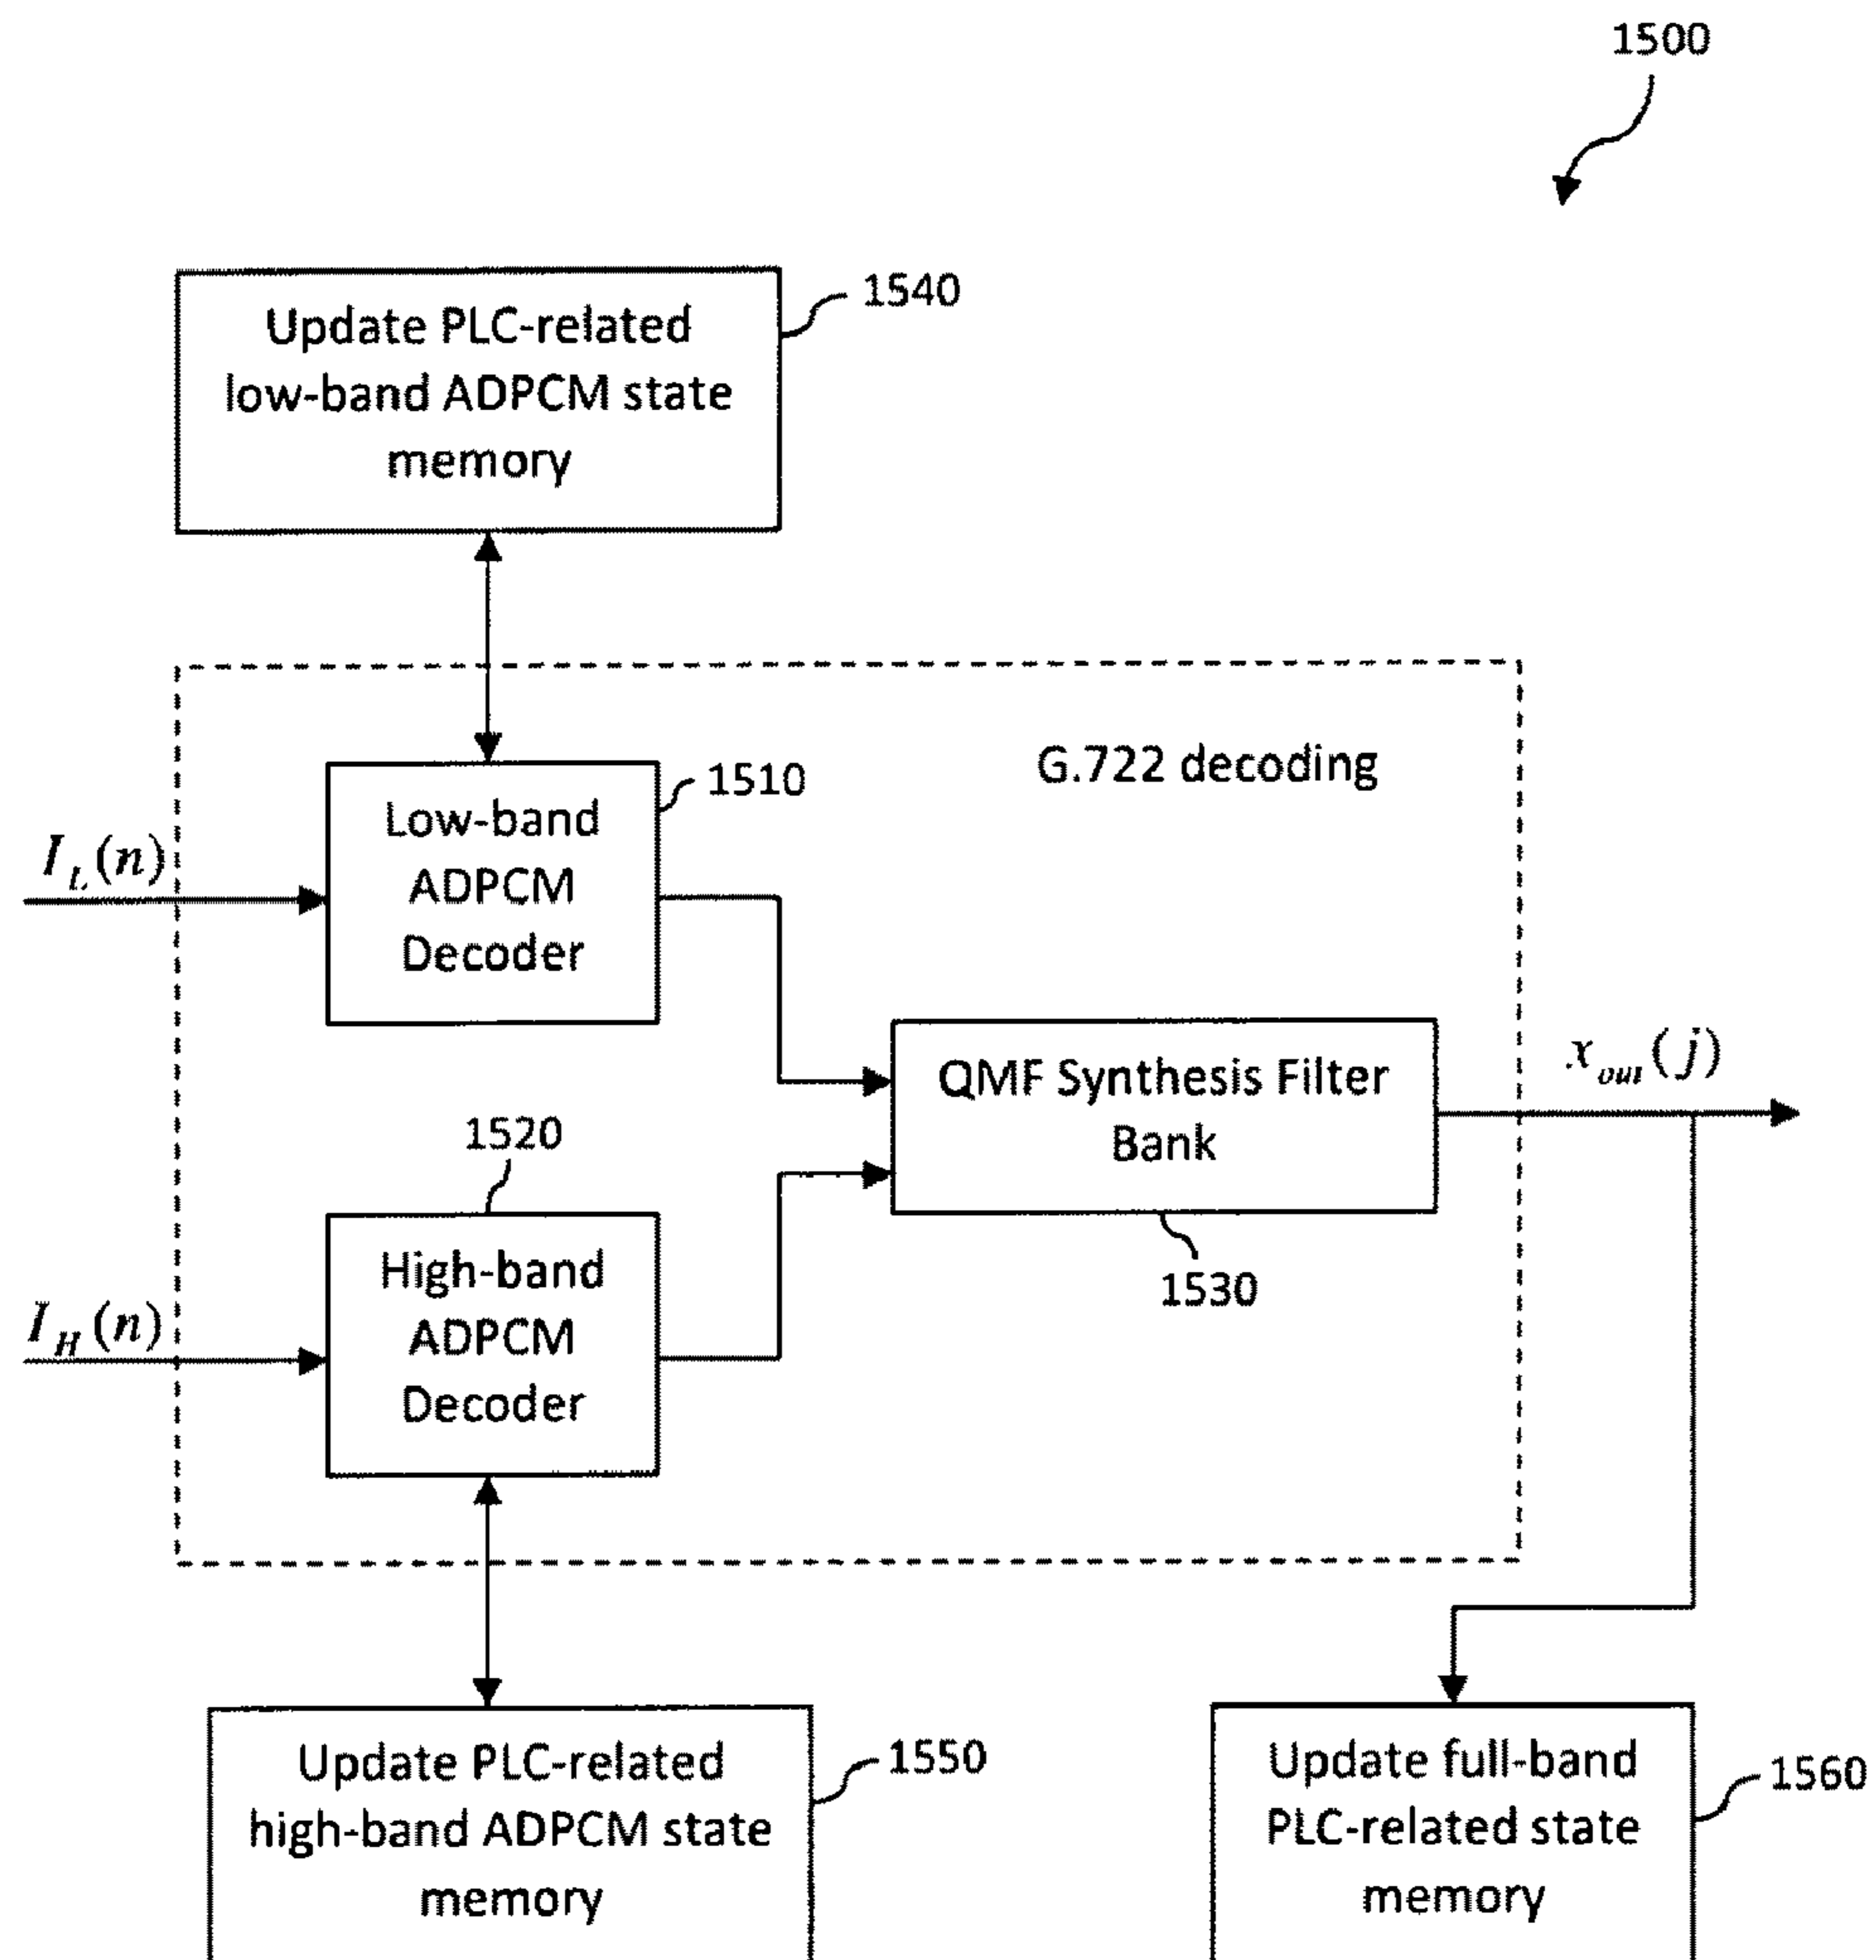 1500
1540
Update PLC-related
low-band ADPCM state
memory
G.722 decoding
1510
Low-band
ADPCM
Decoder
I_L(n)
x_out(j)
QMF Synthesis Filter
Bank
1530
1520
High-band
ADPCM
Decoder
I_H(n)
Update PLC-related
high-band ADPCM state
memory
1550
Update full-band
PLC-related state
memory
1560